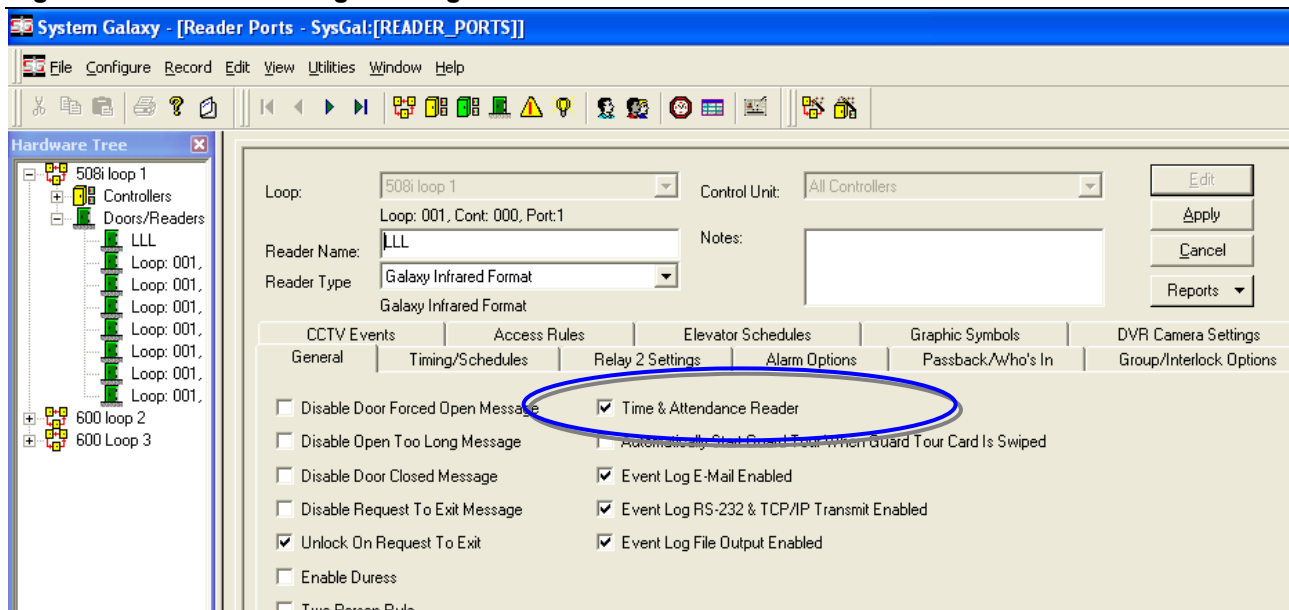 System Galaxy - [Reader Ports - SysGal:[READER_PORTS]]
File Configure Record Edit View Utilities Window Help
Hardware Tree
508i loop 1
Controllers
Doors/Readers
LLL
Loop: 001,
Loop: 001,
Loop: 001,
Loop: 001,
Loop: 001,
Loop: 001,
Loop: 001,
600 loop 2
600 Loop 3
Loop: 508i loop 1 Control Unit: All Controllers Edit
Loop: 001, Cont: 000, Port:1 Apply
Reader Name: LLL Notes: Cancel
Reader Type Galaxy Infrared Format Reports
Galaxy Infrared Format
CCTV Events Access Rules Elevator Schedules Graphic Symbols DVR Camera Settings
General Timing/Schedules Relay 2 Settings Alarm Options Passback/Who's In Group/Interlock Options
Disable Door Forced Open Message Time & Attendance Reader
Disable Open Too Long Message Automatically Start Guard Tour When Guard Tour Card Is Swiped
Disable Door Closed Message Event Log E-Mail Enabled
Disable Request To Exit Message Event Log RS-232 & TCP/IP Transmit Enabled
Unlock On Request To Exit Event Log File Output Enabled
Enable Duress
Two Person Rule